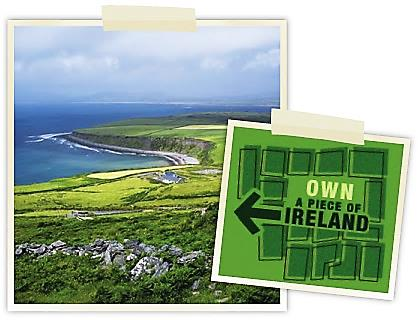 OWN
A PIECE OF
IRELAND